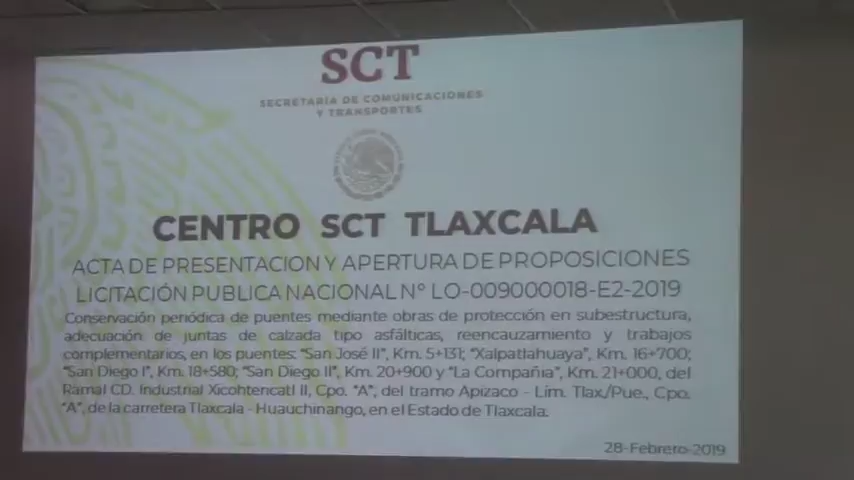 SCT
SECRETARÍA DE COMUNICACIONES
Y TRANSPORTES
CENTRO SCT TLAXCALA
ACTA DE PRESENTACION Y APERTURA DE PROPOSICIONES
LICITACIÓN PUBLICA NACIONAL N° LO-009000018-E2-2019
Conservación periódica de puentes mediante obras de protección en subestructura,
adecuación de juntas de calzada tipo asfálticas, reencauzamiento y trabajos
complementarios, en los puentes: "San José II", Km. 5+131; "Xalpatlahuaya", Km. 16+700;
"San Diego I", Km. 18+580; "San Diego II", Km. 20+900 y "La Compañia", Km. 21+000, del
Ramal CD. Industrial Xicohtencatl II, Cpo. "A", del tramo Apizaco - Lim. Tlax/Pue., Cpo.
"A", de la carretera Tlaxcala - Huauchinango, en el Estado de Tlaxcala.
28-Febrero-2019